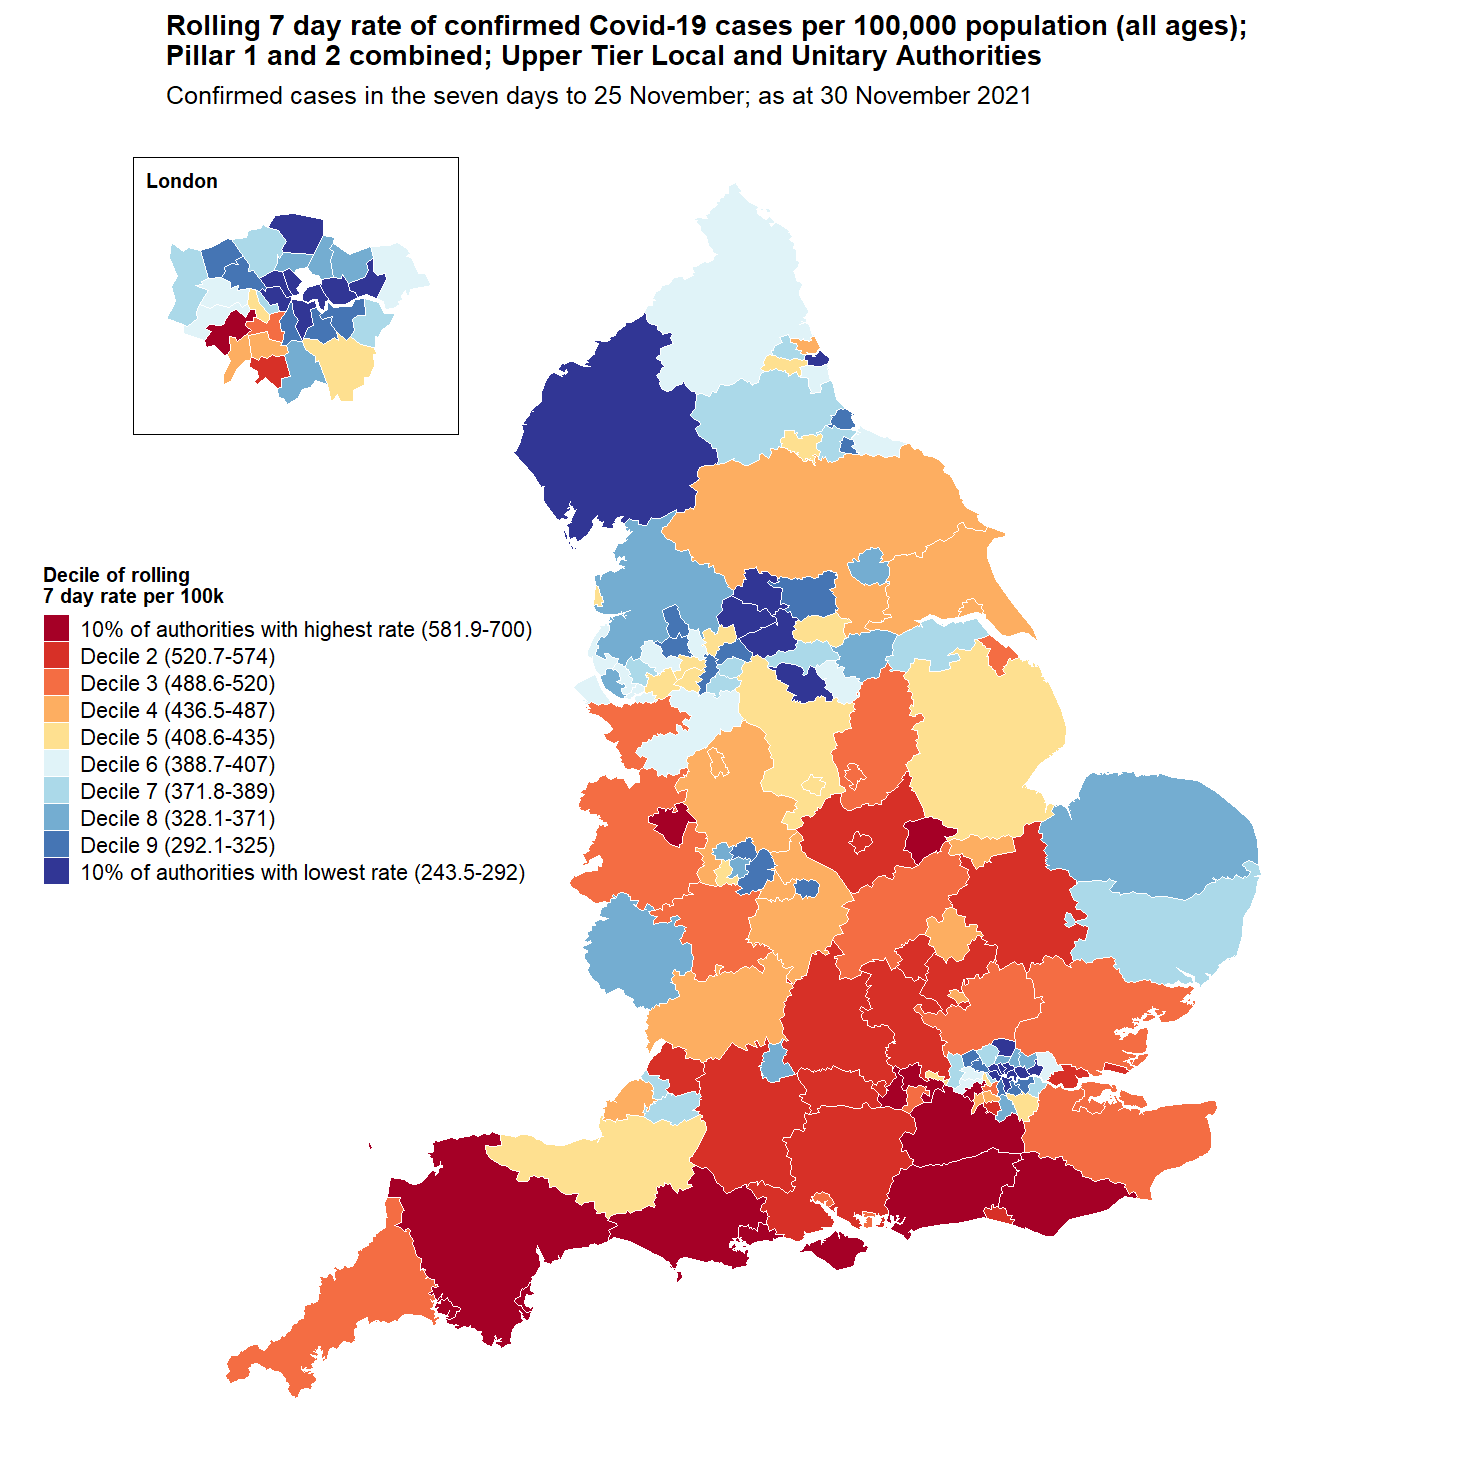 Rolling 7 day rate of confirmed Covid-19 cases per 100,000 population (all ages);
Pillar 1 and 2 combined; Upper Tier Local and Unitary Authorities
Confirmed cases in the seven days to 25 November; as at 30 November 2021
London
Decile of rolling
7 day rate per 100k
10% of authorities with highest rate (581.9-700)
Decile 2 (520.7-574)
Decile 3 (488.6-520)
Decile 4 (436.5-487)
Decile 5 (408.6-435)
Decile 6 (388.7-407)
Decile 7 (371.8-389)
Decile 8 (328.1-371)
Decile 9 (292.1-325)
10% of authorities with lowest rate (243.5-292)